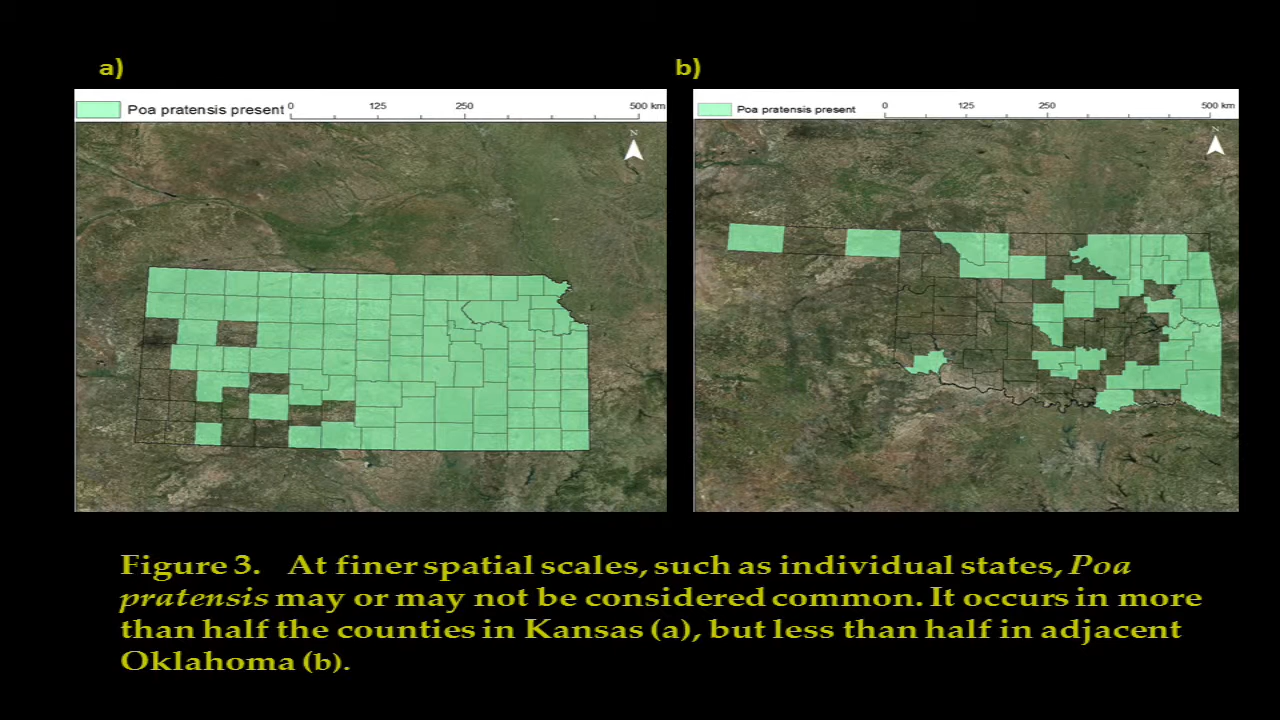 a)
b)
Poa pratensis present 0 125 250 500 km
N
Poa pratensis present 0 125 250 500 km
N
Figure 3. At finer spatial scales, such as individual states, Poa
pratensis may or may not be considered common. It occurs in more
than half the counties in Kansas (a), but less than half in adjacent
Oklahoma (b).